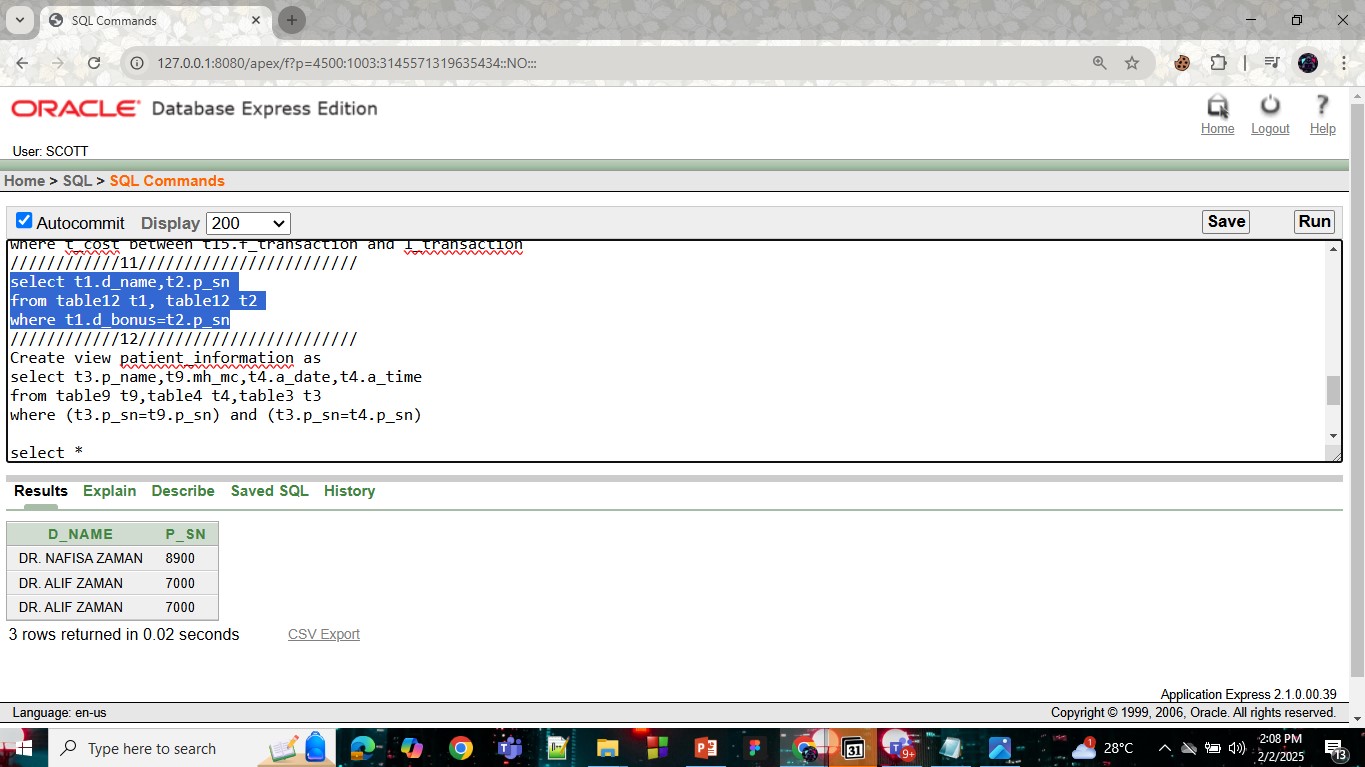 SQL Commands
127.0.0.1:8080/apex/f?p=4500:1003:3145571319635434::NO:::
ORACLE Database Express Edition
Home Logout Help
User: SCOTT
Home > SQL > SQL Commands
Autocommit Display 200 Save Run
where t_cost between t15.f_transaction and l_transaction
////////////11////////////////////////
select t1.d_name,t2.p_sn
from table12 t1, table12 t2
where t1.d_bonus=t2.p_sn
////////////12////////////////////////
Create view patient_information as
select t3.p_name,t9.mh_mc,t4.a_date,t4.a_time
from table9 t9,table4 t4,table3 t3
where (t3.p_sn=t9.p_sn) and (t3.p_sn=t4.p_sn)
select *
Results Explain Describe Saved SQL History
D_NAME P_SN
DR. NAFISA ZAMAN 8900
DR. ALIF ZAMAN 7000
DR. ALIF ZAMAN 7000
3 rows returned in 0.02 seconds CSV Export
Application Express 2.1.0.00.39
Language: en-us Copyright © 1999, 2006, Oracle. All rights reserved.
Type here to search 31 9+ 1 28°C 2:08 PM
2/2/2025 13